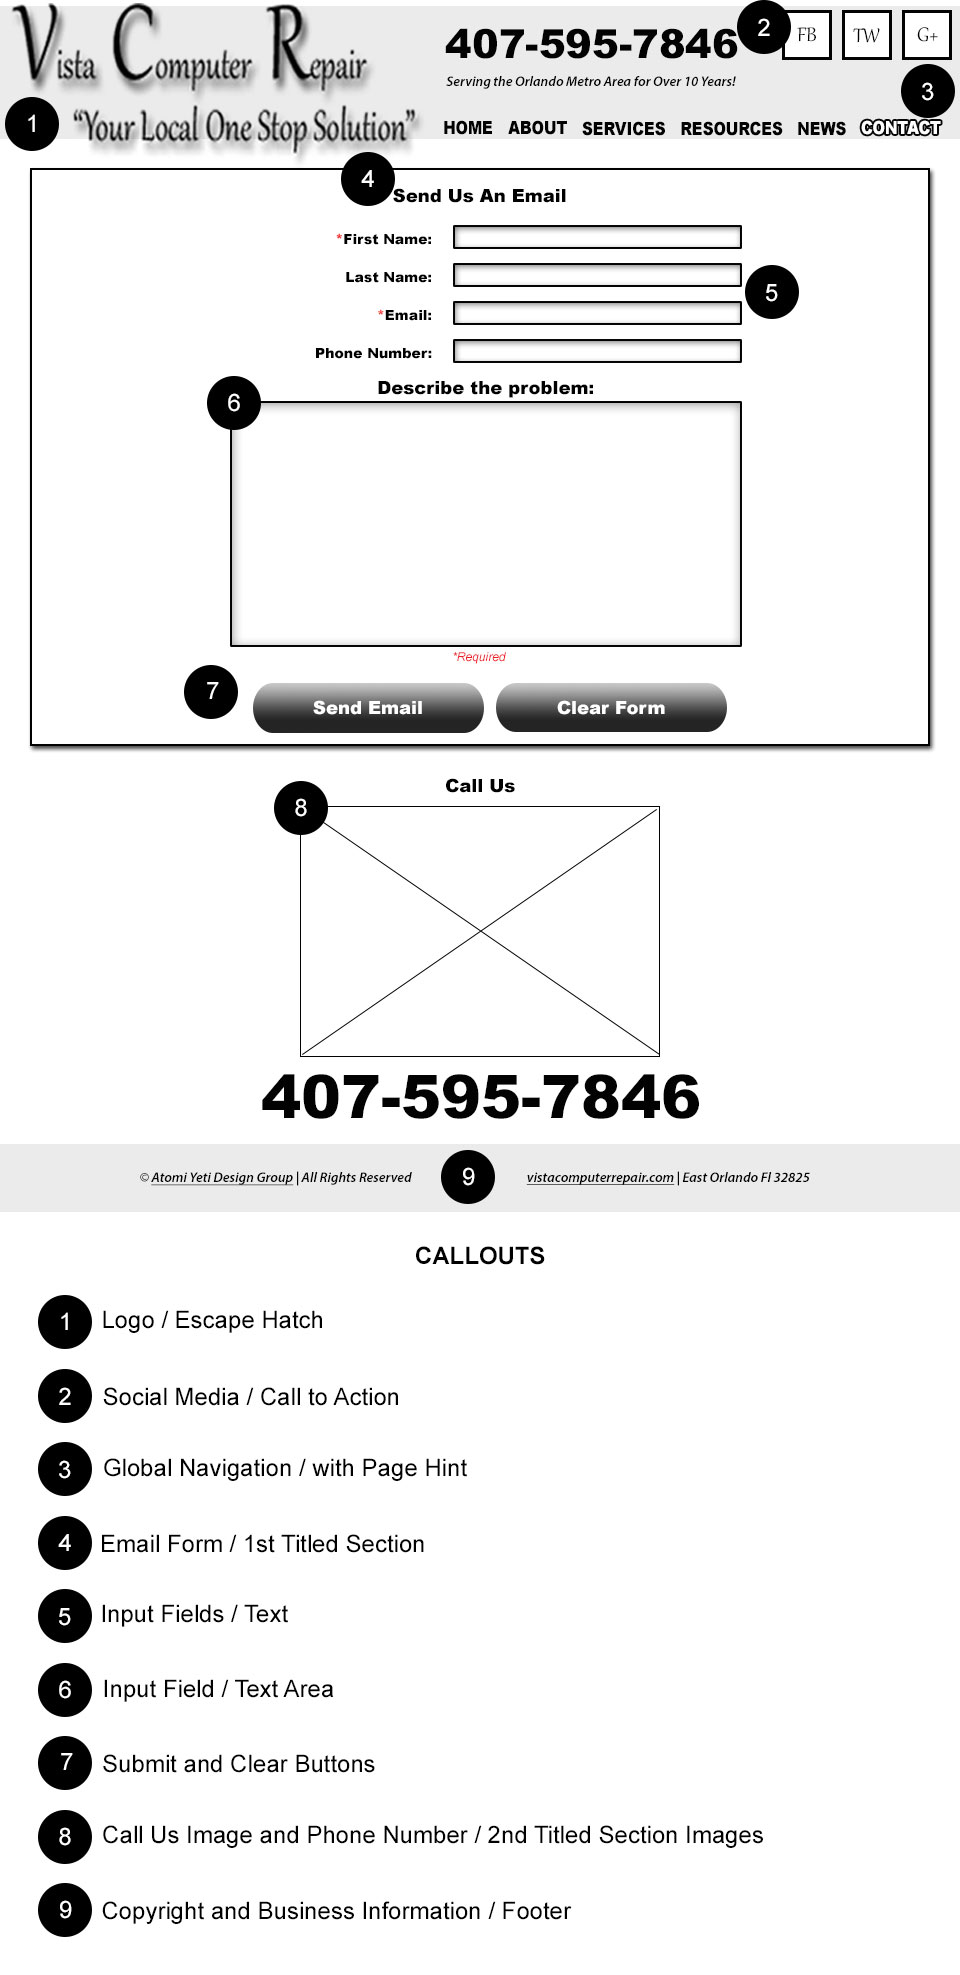 Vista Computer Repair
"Your Local One Stop Solution"
1
407-595-7846
Serving the Orlando Metro Area for Over 10 Years!
2
FB
TW
G+
3
HOME ABOUT SERVICES RESOURCES NEWS CONTACT
4
Send Us An Email
*First Name:
Last Name:
5
*Email:
Phone Number:
Describe the problem:
6
*Required
7
Send Email
Clear Form
Call Us
8
407-595-7846
© Atomi Yeti Design Group | All Rights Reserved
9
vistacomputerrepair.com | East Orlando Fl 32825
CALLOUTS
1 Logo / Escape Hatch
2 Social Media / Call to Action
3 Global Navigation / with Page Hint
4 Email Form / 1st Titled Section
5 Input Fields / Text
6 Input Field / Text Area
7 Submit and Clear Buttons
8 Call Us Image and Phone Number / 2nd Titled Section Images
9 Copyright and Business Information / Footer